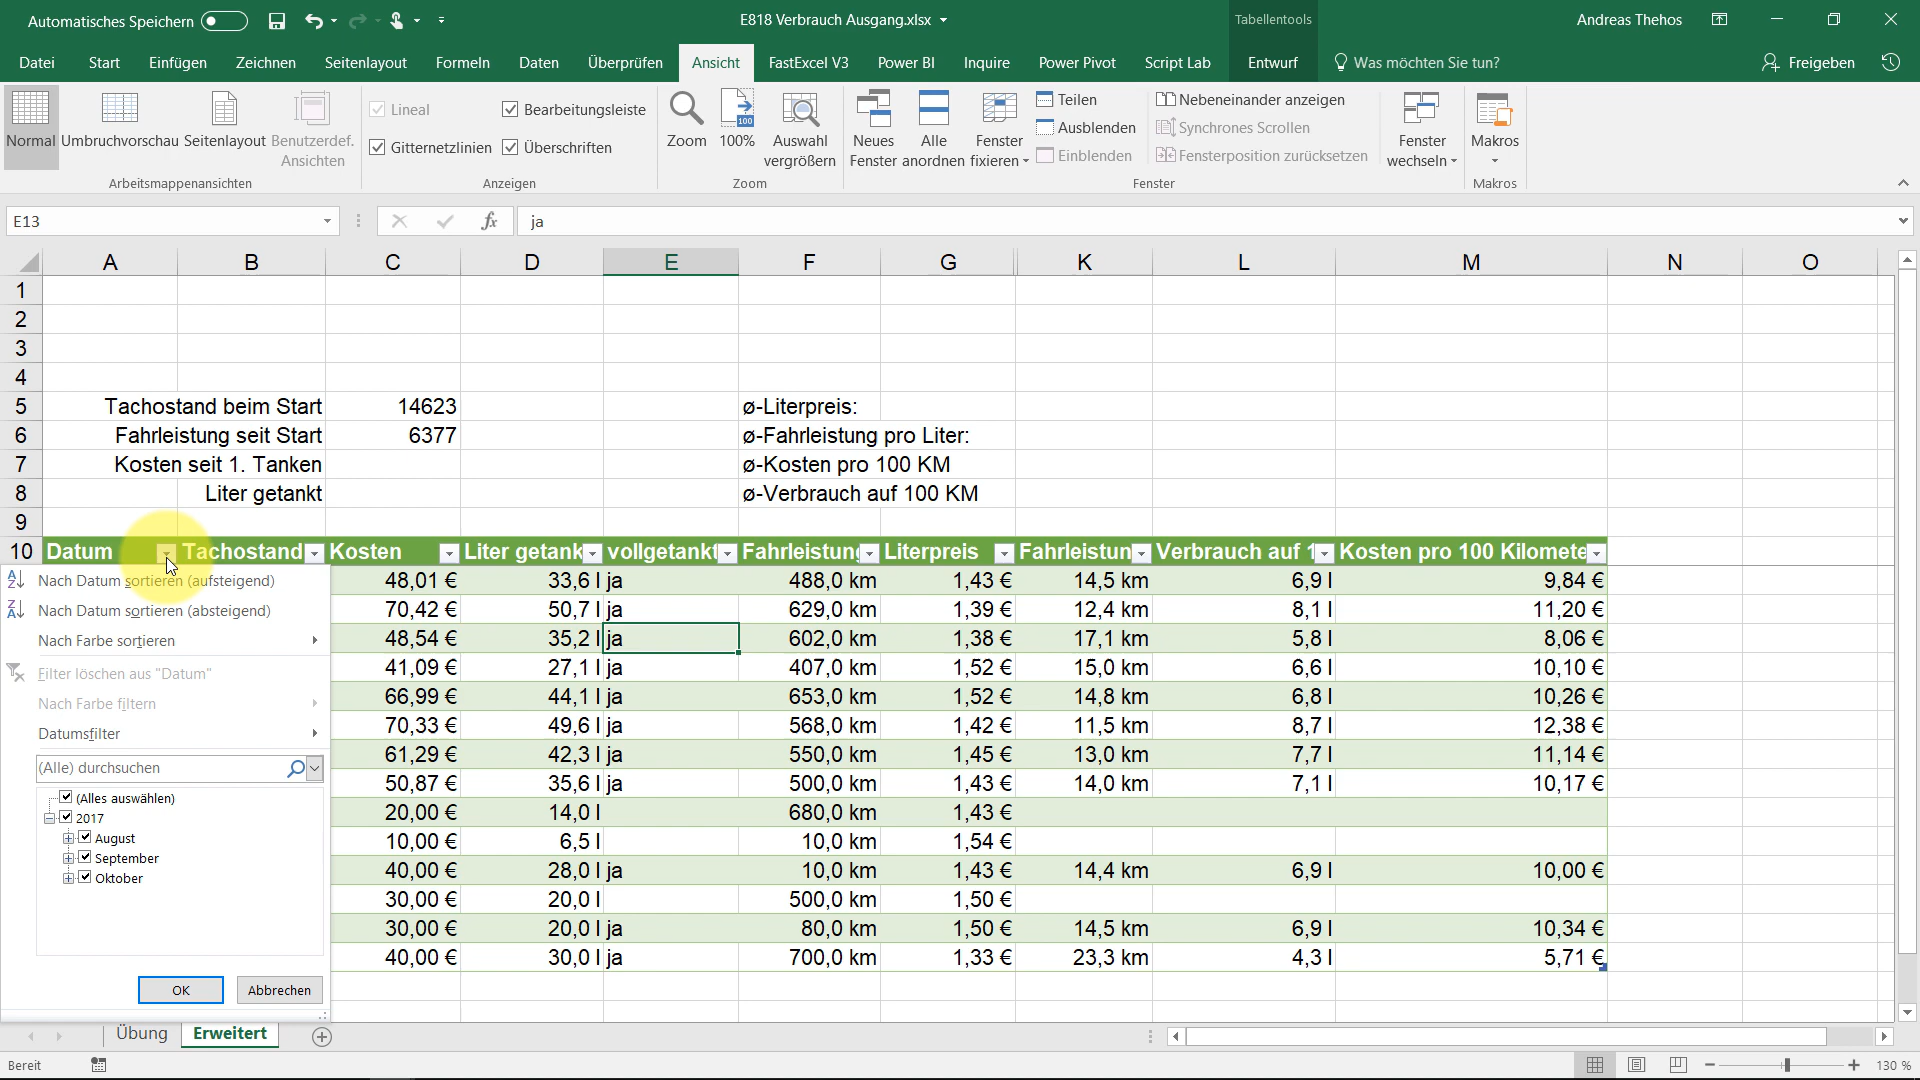 Automatisches Speichern
E818 Verbrauch Ausgang.xlsx
Tabellentools
Andreas Thehos
Datei Start Einfügen Zeichnen Seitenlayout Formeln Daten Überprüfen Ansicht FastExcel V3 Power BI Inquire Power Pivot Script Lab Entwurf Was möchten Sie tun? Freigeben
Normal
Umbruchvorschau
Seitenlayout
Benutzerdef. Ansichten
Arbeitsmappenansichten
Lineal
Bearbeitungsleiste
Gitternetzlinien
Überschriften
Anzeigen
Zoom
100
100%
Auswahl vergrößern
Zoom
Neues Fenster
Alle anordnen
Fenster fixieren
Teilen
Ausblenden
Einblenden
Nebeneinander anzeigen
Synchrones Scrollen
Fensterposition zurücksetzen
Fenster wechseln
Fenster
Makros
Makros
E13
fx
ja
A B C D E F G K L M N O
1
2
3
4
5 Tachostand beim Start 14623 ø-Literpreis:
6 Fahrleistung seit Start 6377 ø-Fahrleistung pro Liter:
7 Kosten seit 1. Tanken ø-Kosten pro 100 KM
8 Liter getankt ø-Verbrauch auf 100 KM
9
10 Datum Tachostand Kosten Liter getank vollgetankt Fahrleistung Literpreis Fahrleistun Verbrauch auf 1 Kosten pro 100 Kilomete
48,01 € 33,6 l ja 488,0 km 1,43 € 14,5 km 6,9 l 9,84 €
70,42 € 50,7 l ja 629,0 km 1,39 € 12,4 km 8,1 l 11,20 €
48,54 € 35,2 l ja 602,0 km 1,38 € 17,1 km 5,8 l 8,06 €
41,09 € 27,1 l ja 407,0 km 1,52 € 15,0 km 6,6 l 10,10 €
66,99 € 44,1 l ja 653,0 km 1,52 € 14,8 km 6,8 l 10,26 €
70,33 € 49,6 l ja 568,0 km 1,42 € 11,5 km 8,7 l 12,38 €
61,29 € 42,3 l ja 550,0 km 1,45 € 13,0 km 7,7 l 11,14 €
50,87 € 35,6 l ja 500,0 km 1,43 € 14,0 km 7,1 l 10,17 €
20,00 € 14,0 l 680,0 km 1,43 €
10,00 € 6,5 l 10,0 km 1,54 €
40,00 € 28,0 l ja 10,0 km 1,43 € 14,4 km 6,9 l 10,00 €
30,00 € 20,0 l 500,0 km 1,50 €
30,00 € 20,0 l ja 80,0 km 1,50 € 14,5 km 6,9 l 10,34 €
40,00 € 30,0 l ja 700,0 km 1,33 € 23,3 km 4,3 l 5,71 €
Nach Datum sortieren (aufsteigend)
Nach Datum sortieren (absteigend)
Nach Farbe sortieren
Filter löschen aus "Datum"
Nach Farbe filtern
Datumsfilter
(Alle) durchsuchen
(Alles auswählen)
2017
August
September
Oktober
OK Abbrechen
Übung Erweitert
Bereit
130 %